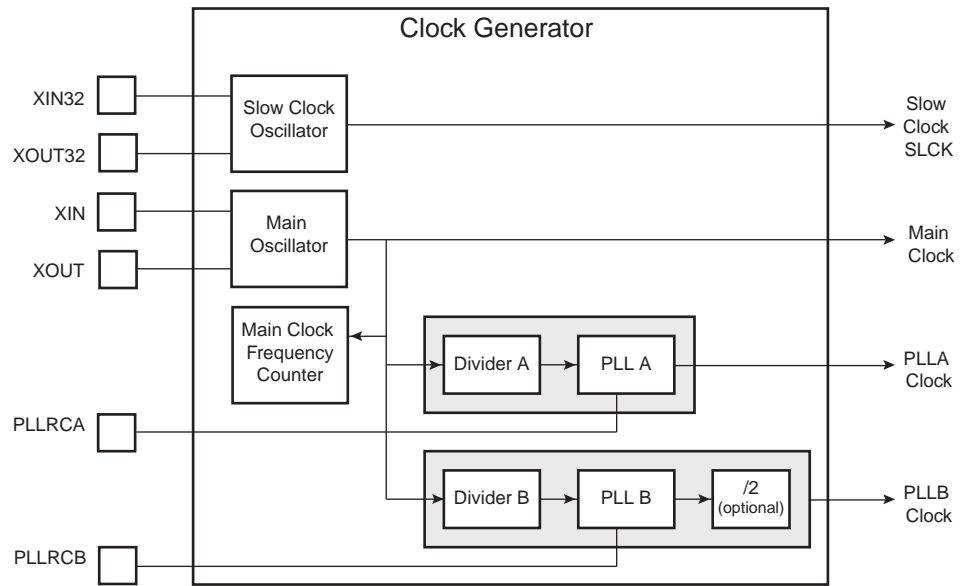 Clock Generator
XIN32
Slow Clock
Oscillator
Slow
Clock
SLCK
XOUT32
XIN
Main
Oscillator
Main
Clock
XOUT
Main Clock
Frequency
Counter
Divider A
PLL A
PLLA
Clock
PLLRCA
Divider B
PLL B
/2
(optional)
PLLB
Clock
PLLRCB